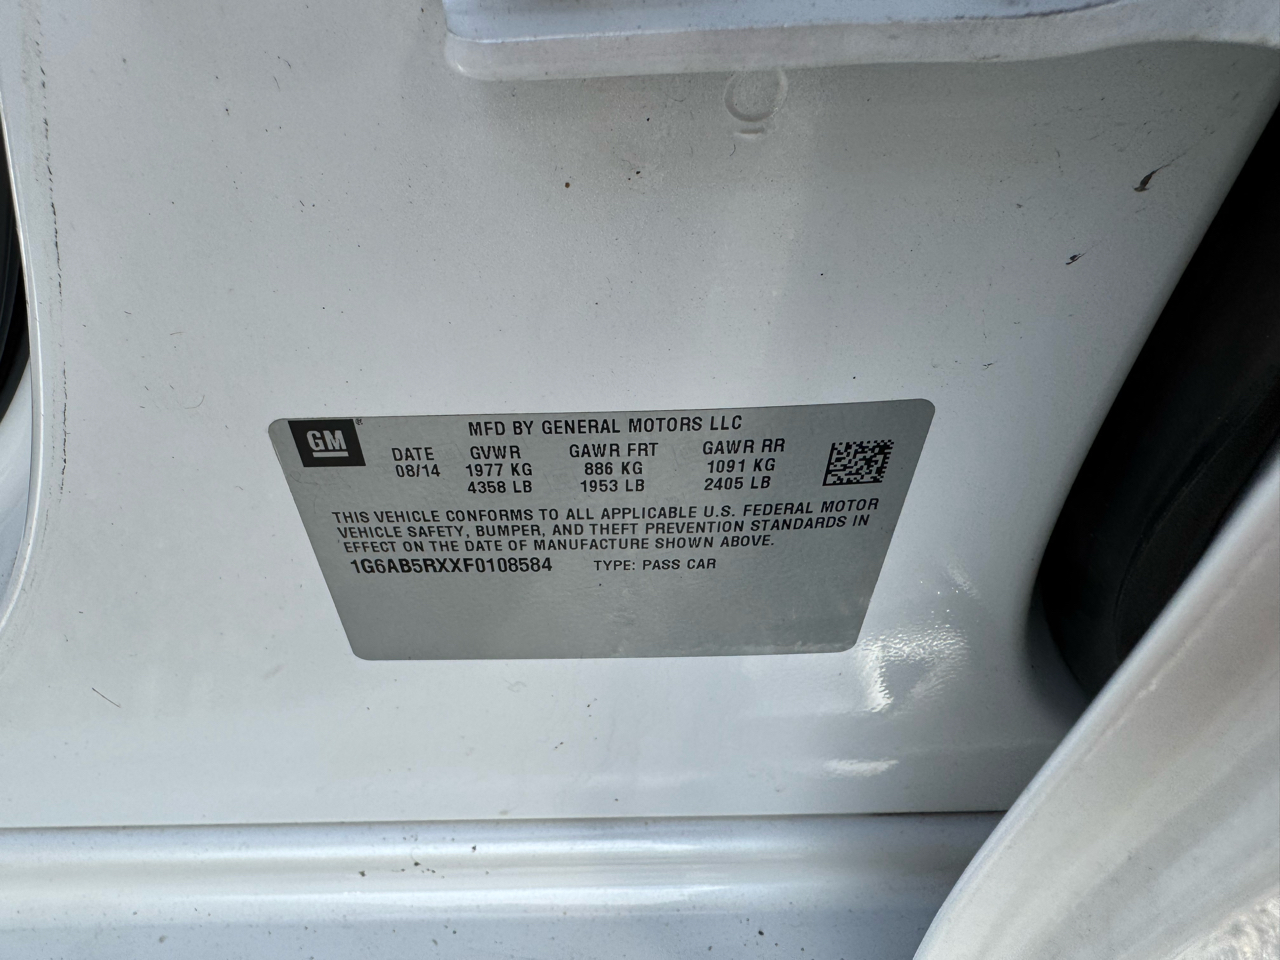 GM
MFD BY GENERAL MOTORS LLC
DATE GVWR GAWR FRT GAWR RR
08/14 1977 KG 886 KG 1091 KG
4358 LB 1953 LB 2405 LB
THIS VEHICLE CONFORMS TO ALL APPLICABLE U.S. FEDERAL MOTOR
VEHICLE SAFETY, BUMPER, AND THEFT PREVENTION STANDARDS IN
EFFECT ON THE DATE OF MANUFACTURE SHOWN ABOVE.
1G6AB5RXXF0108584 TYPE: PASS CAR